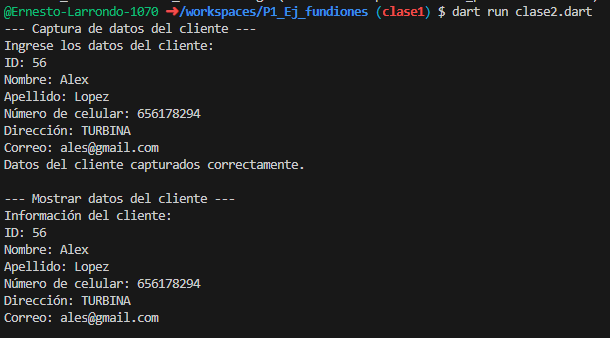 @Ernesto-Larrondo-1070 ➜/workspaces/P1_Ej_fundiones (clase1) $ dart run clase2.dart
--- Captura de datos del cliente ---
Ingrese los datos del cliente:
ID: 56
Nombre: Alex
Apellido: Lopez
Número de celular: 656178294
Dirección: TURBINA
Correo: ales@gmail.com
Datos del cliente capturados correctamente.

--- Mostrar datos del cliente ---
Información del cliente:
ID: 56
Nombre: Alex
Apellido: Lopez
Número de celular: 656178294
Dirección: TURBINA
Correo: ales@gmail.com